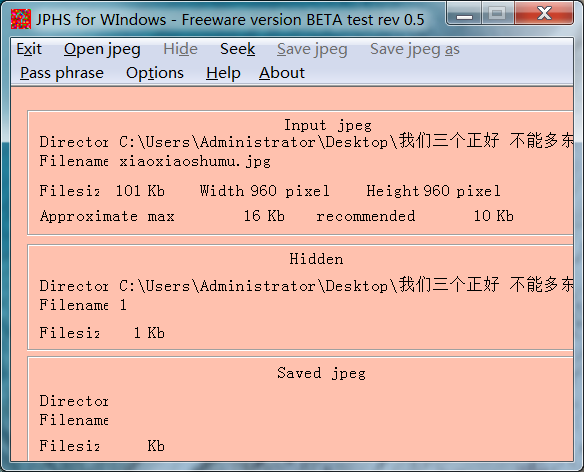 JPHS for WIndows - Freeware version BETA test rev 0.5
Exit Open jpeg Hide Seek Save jpeg Save jpeg as
Pass phrase Options Help About
Input jpeg
Director C:\Users\Administrator\Desktop\我们三个正好 不能多东
Filename xiaoxiaoshumu.jpg
Filesiz 101 Kb Width 960 pixel Height 960 pixel
Approximate max 16 Kb recommended 10 Kb
Hidden
Director C:\Users\Administrator\Desktop\我们三个正好 不能多东
Filename 1
Filesiz 1 Kb
Saved jpeg
Director
Filename
Filesiz Kb